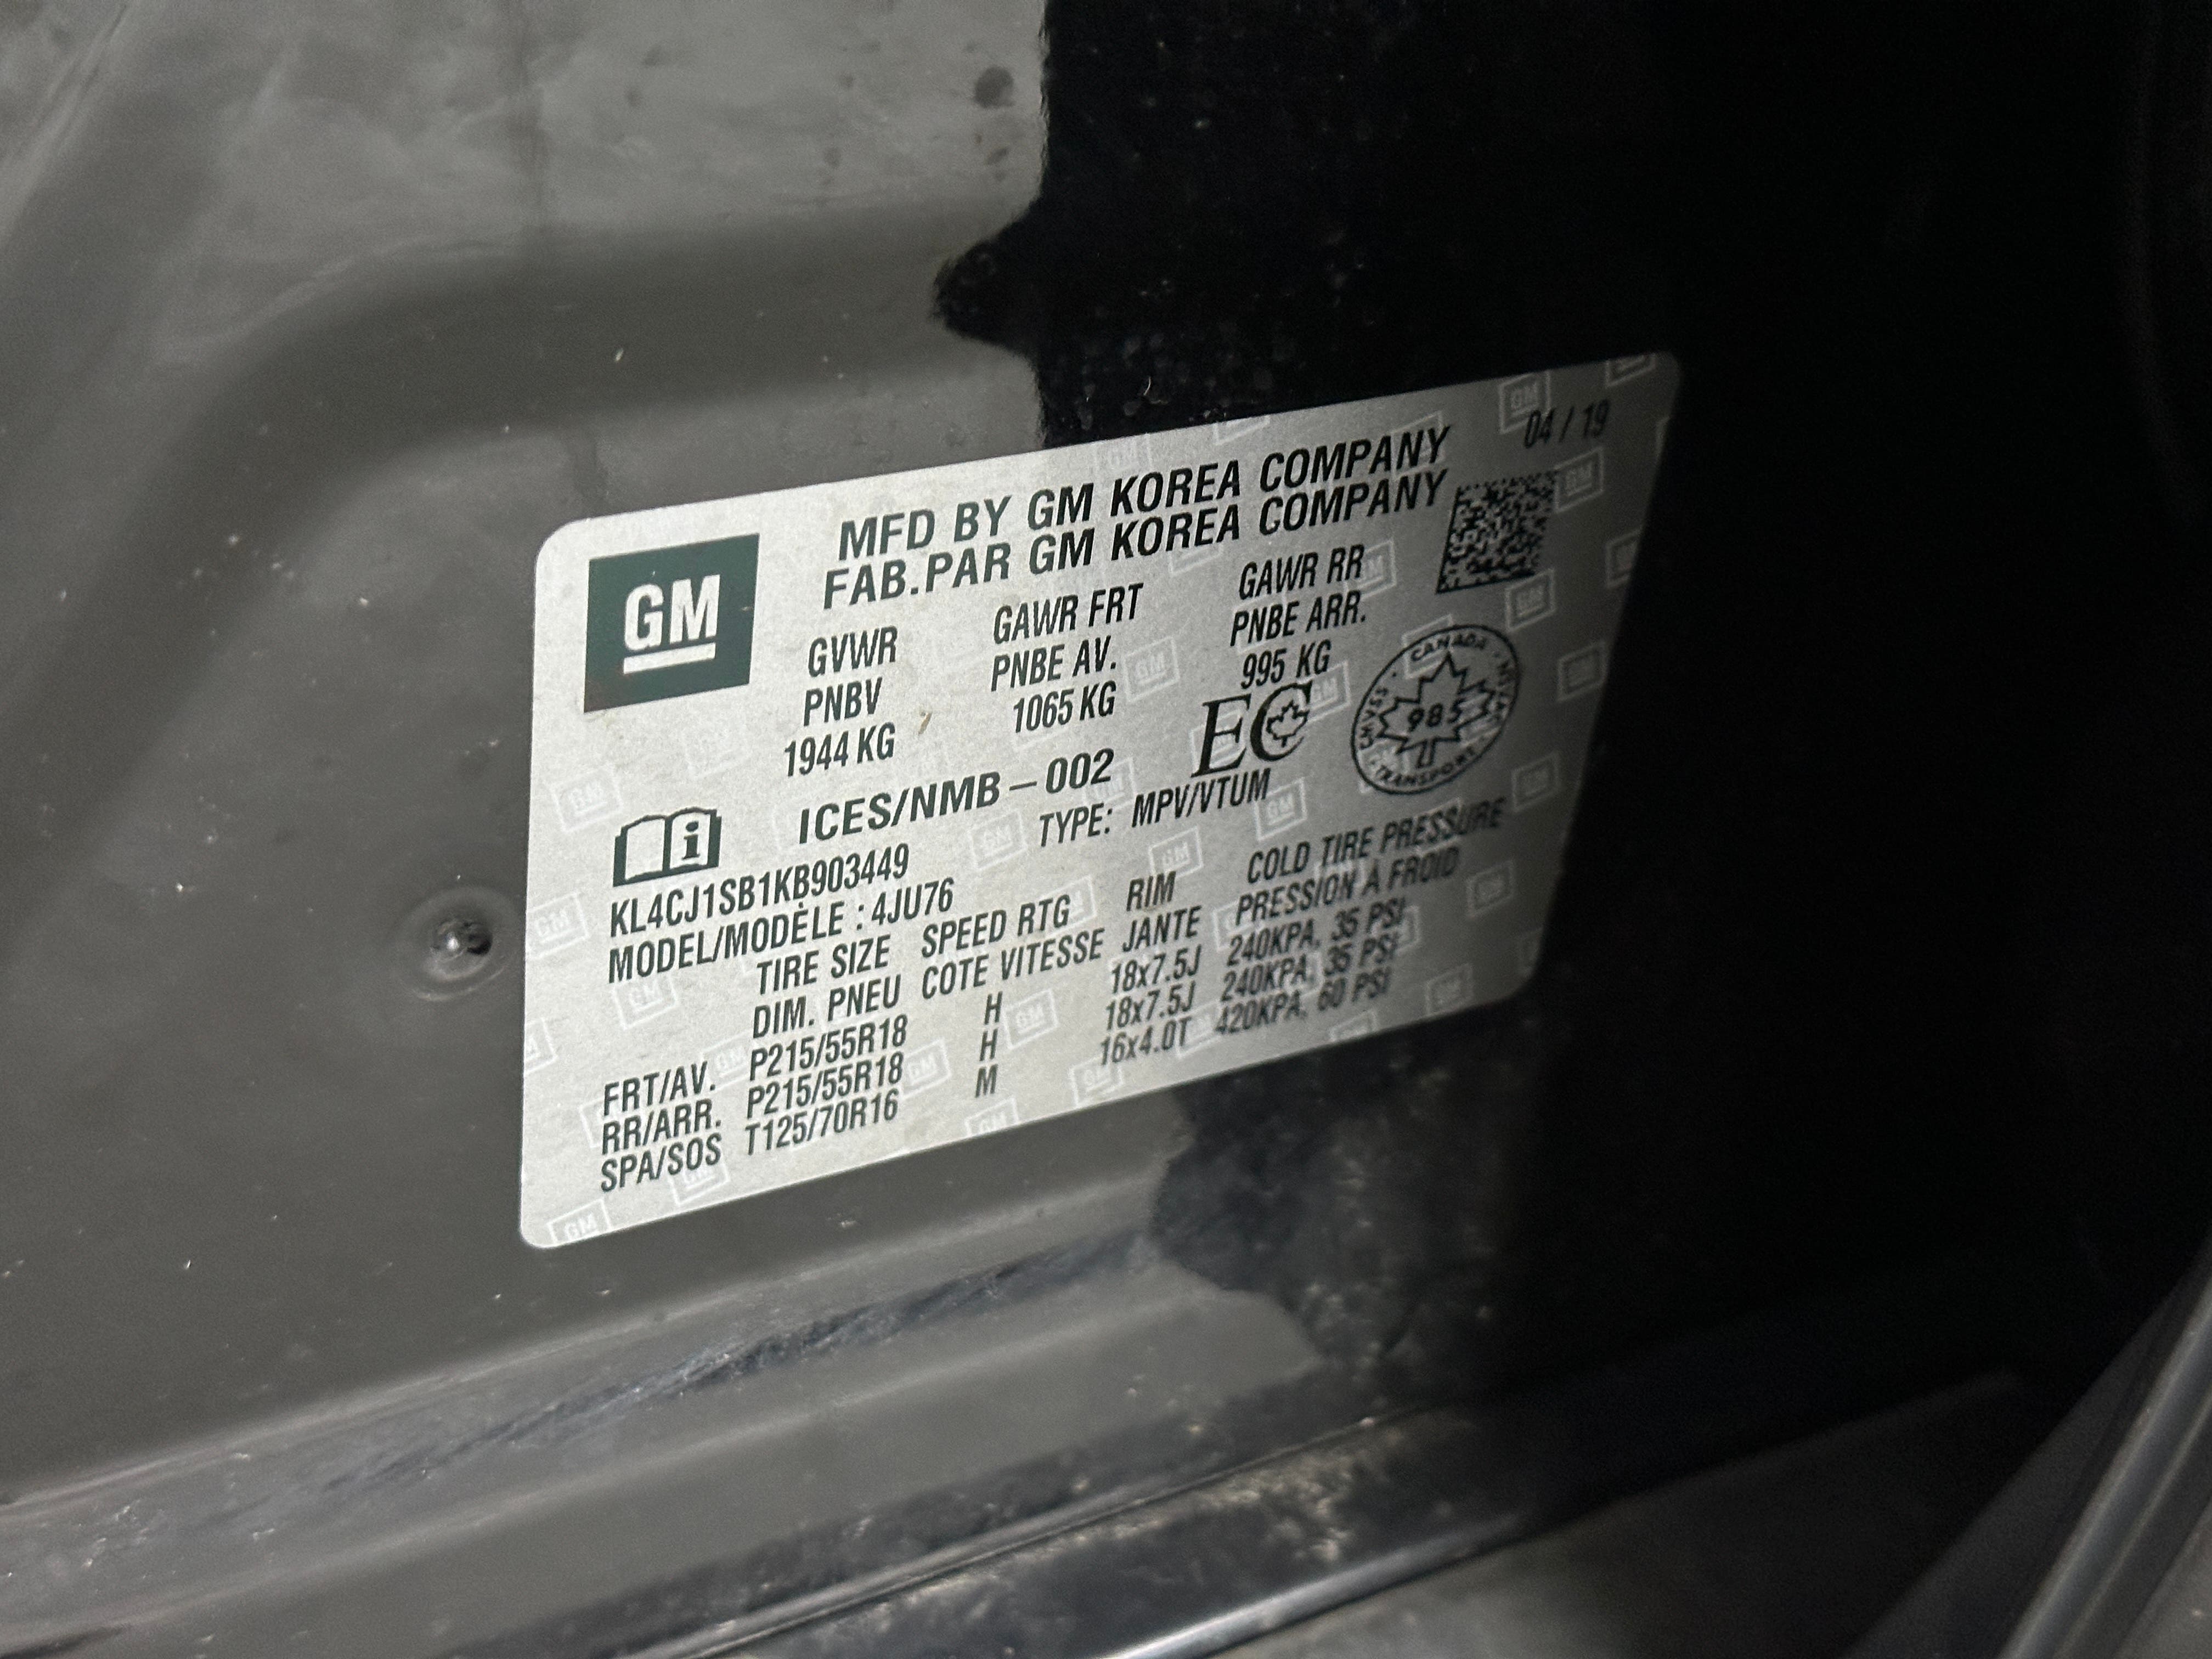 04 / 19
MFD BY GM KOREA COMPANY
FAB.PAR GM KOREA COMPANY
GM
GVWR GAWR FRT GAWR RR
PNBV PNBE AV. PNBE ARR.
1944 KG 1065 KG 995 KG
ICES/NMB – 002 EC
CANADA · TRANSPORT · CMVSS ·
985
KL4CJ1SB1KB903449 TYPE: MPV/VTUM
MODEL/MODÈLE : 4JU76
TIRE SIZE SPEED RTG RIM COLD TIRE PRESSURE
DIM. PNEU COTE VITESSE JANTE PRESSION À FROID
FRT/AV. P215/55R18 H 18x7.5J 240KPA, 35 PSI
RR/ARR. P215/55R18 H 18x7.5J 240KPA, 35 PSI
SPA/SOS T125/70R16 M 16x4.0T 420KPA, 60 PSI